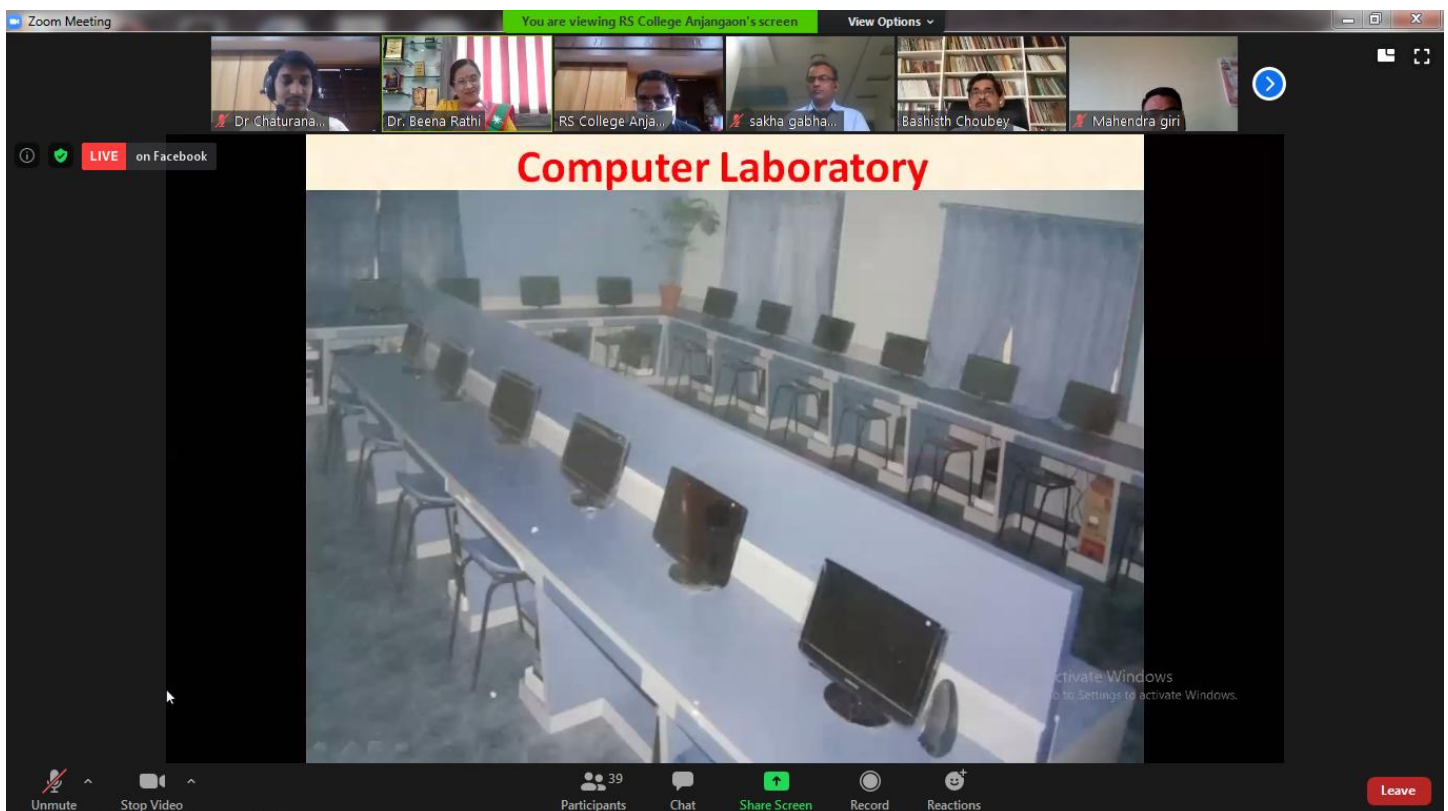 Zoom Meeting
You are viewing RS College Anjangaon's screen
View Options
Dr Chaturana...
Dr. Beena Rathi
RS College Anja...
sakha gabha...
Bashisth Choubey
Mahendra giri
LIVE on Facebook
Computer Laboratory
ctivate Windows
to Settings to activate Windows.
Unmute
Stop Video
39
Participants
Chat
Share Screen
Record
Reactions
Leave